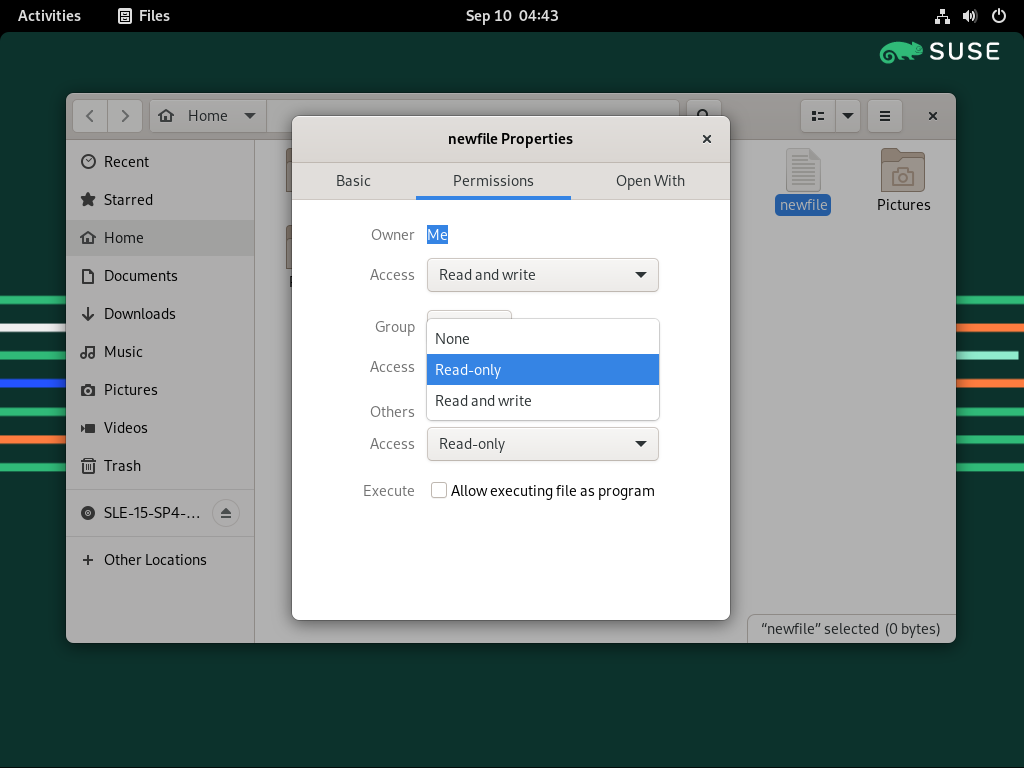 Activities Files Sep 10 04:43
SUSE
Home
newfile Properties
Basic Permissions Open With
Recent
Starred
Home
Documents
Downloads
Music
Pictures
Videos
Trash
SLE-15-SP4-...
Other Locations
Owner Me
Access Read and write
Group
Access
None
Read-only
Read and write
Others
Access Read-only
Execute Allow executing file as program
newfile
Pictures
“newfile” selected (0 bytes)